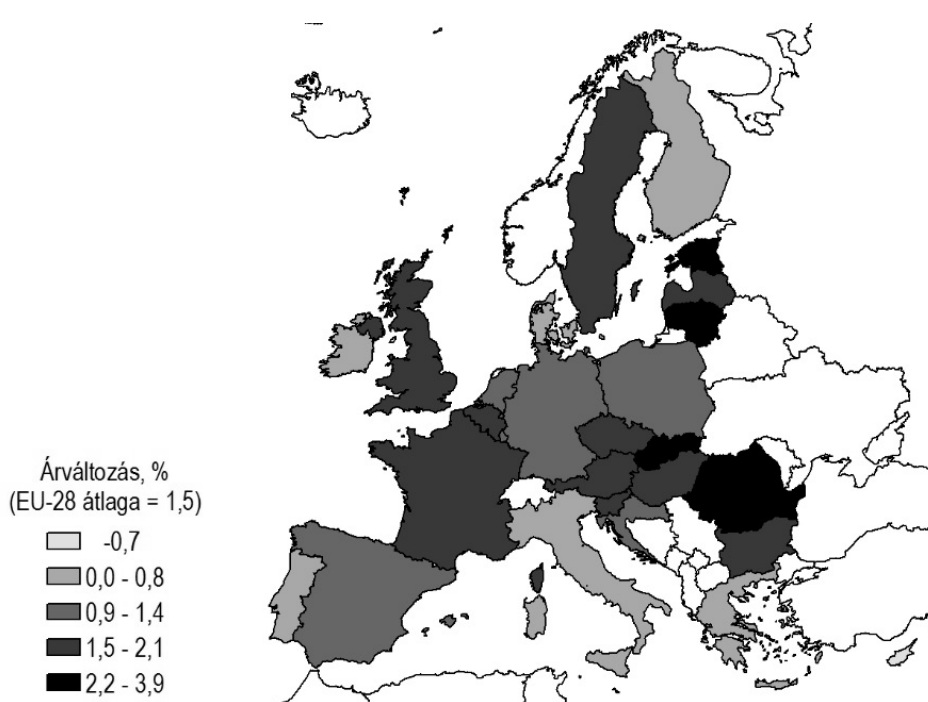 Árváltozás, %
(EU-28 átlaga = 1,5)
-0,7
0,0 - 0,8
0,9 - 1,4
1,5 - 2,1
2,2 - 3,9